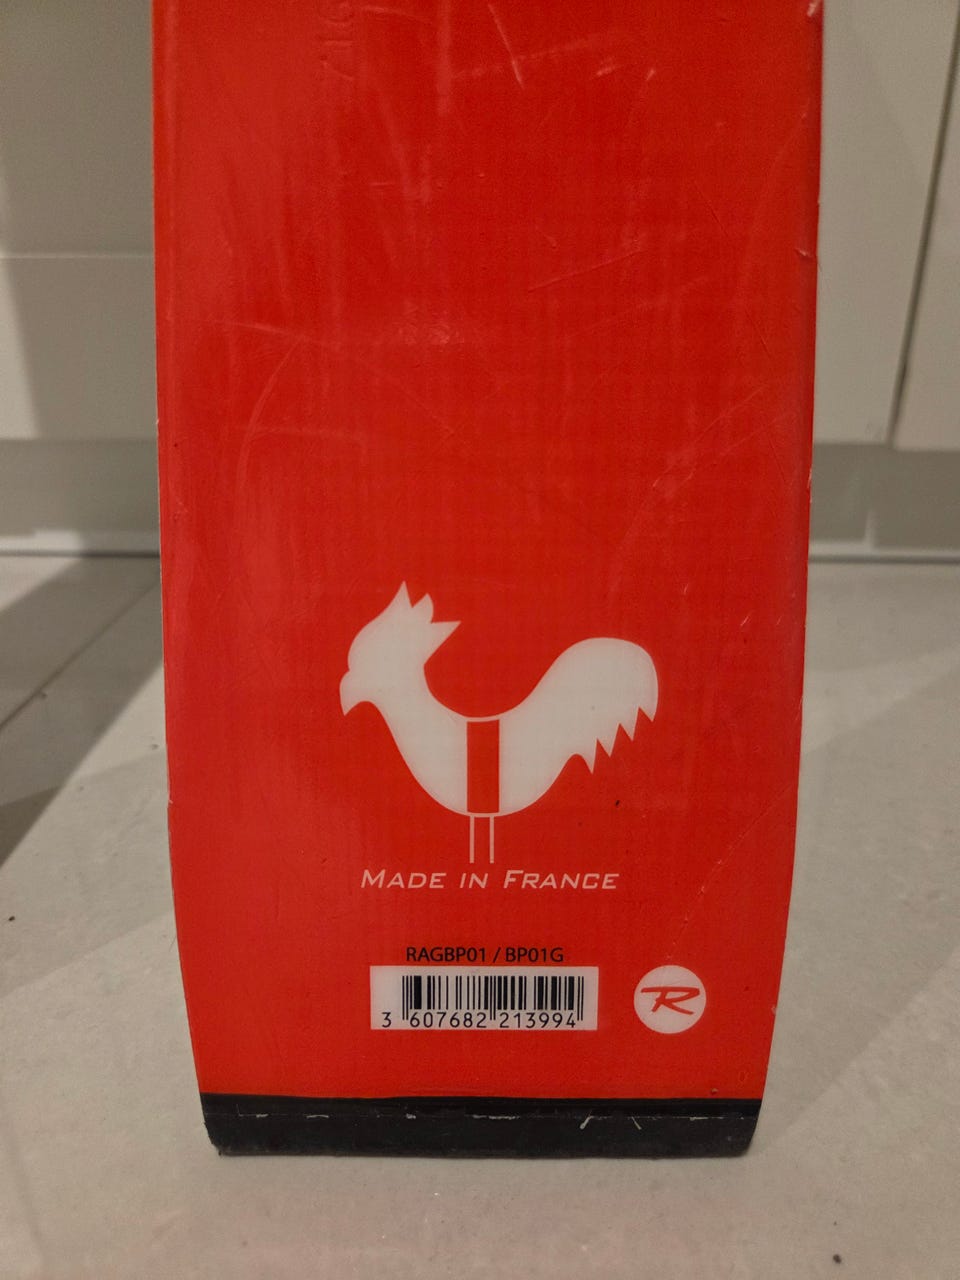 MADE IN FRANCE
RAGBP01 / BP01G
3 607682 213994
R